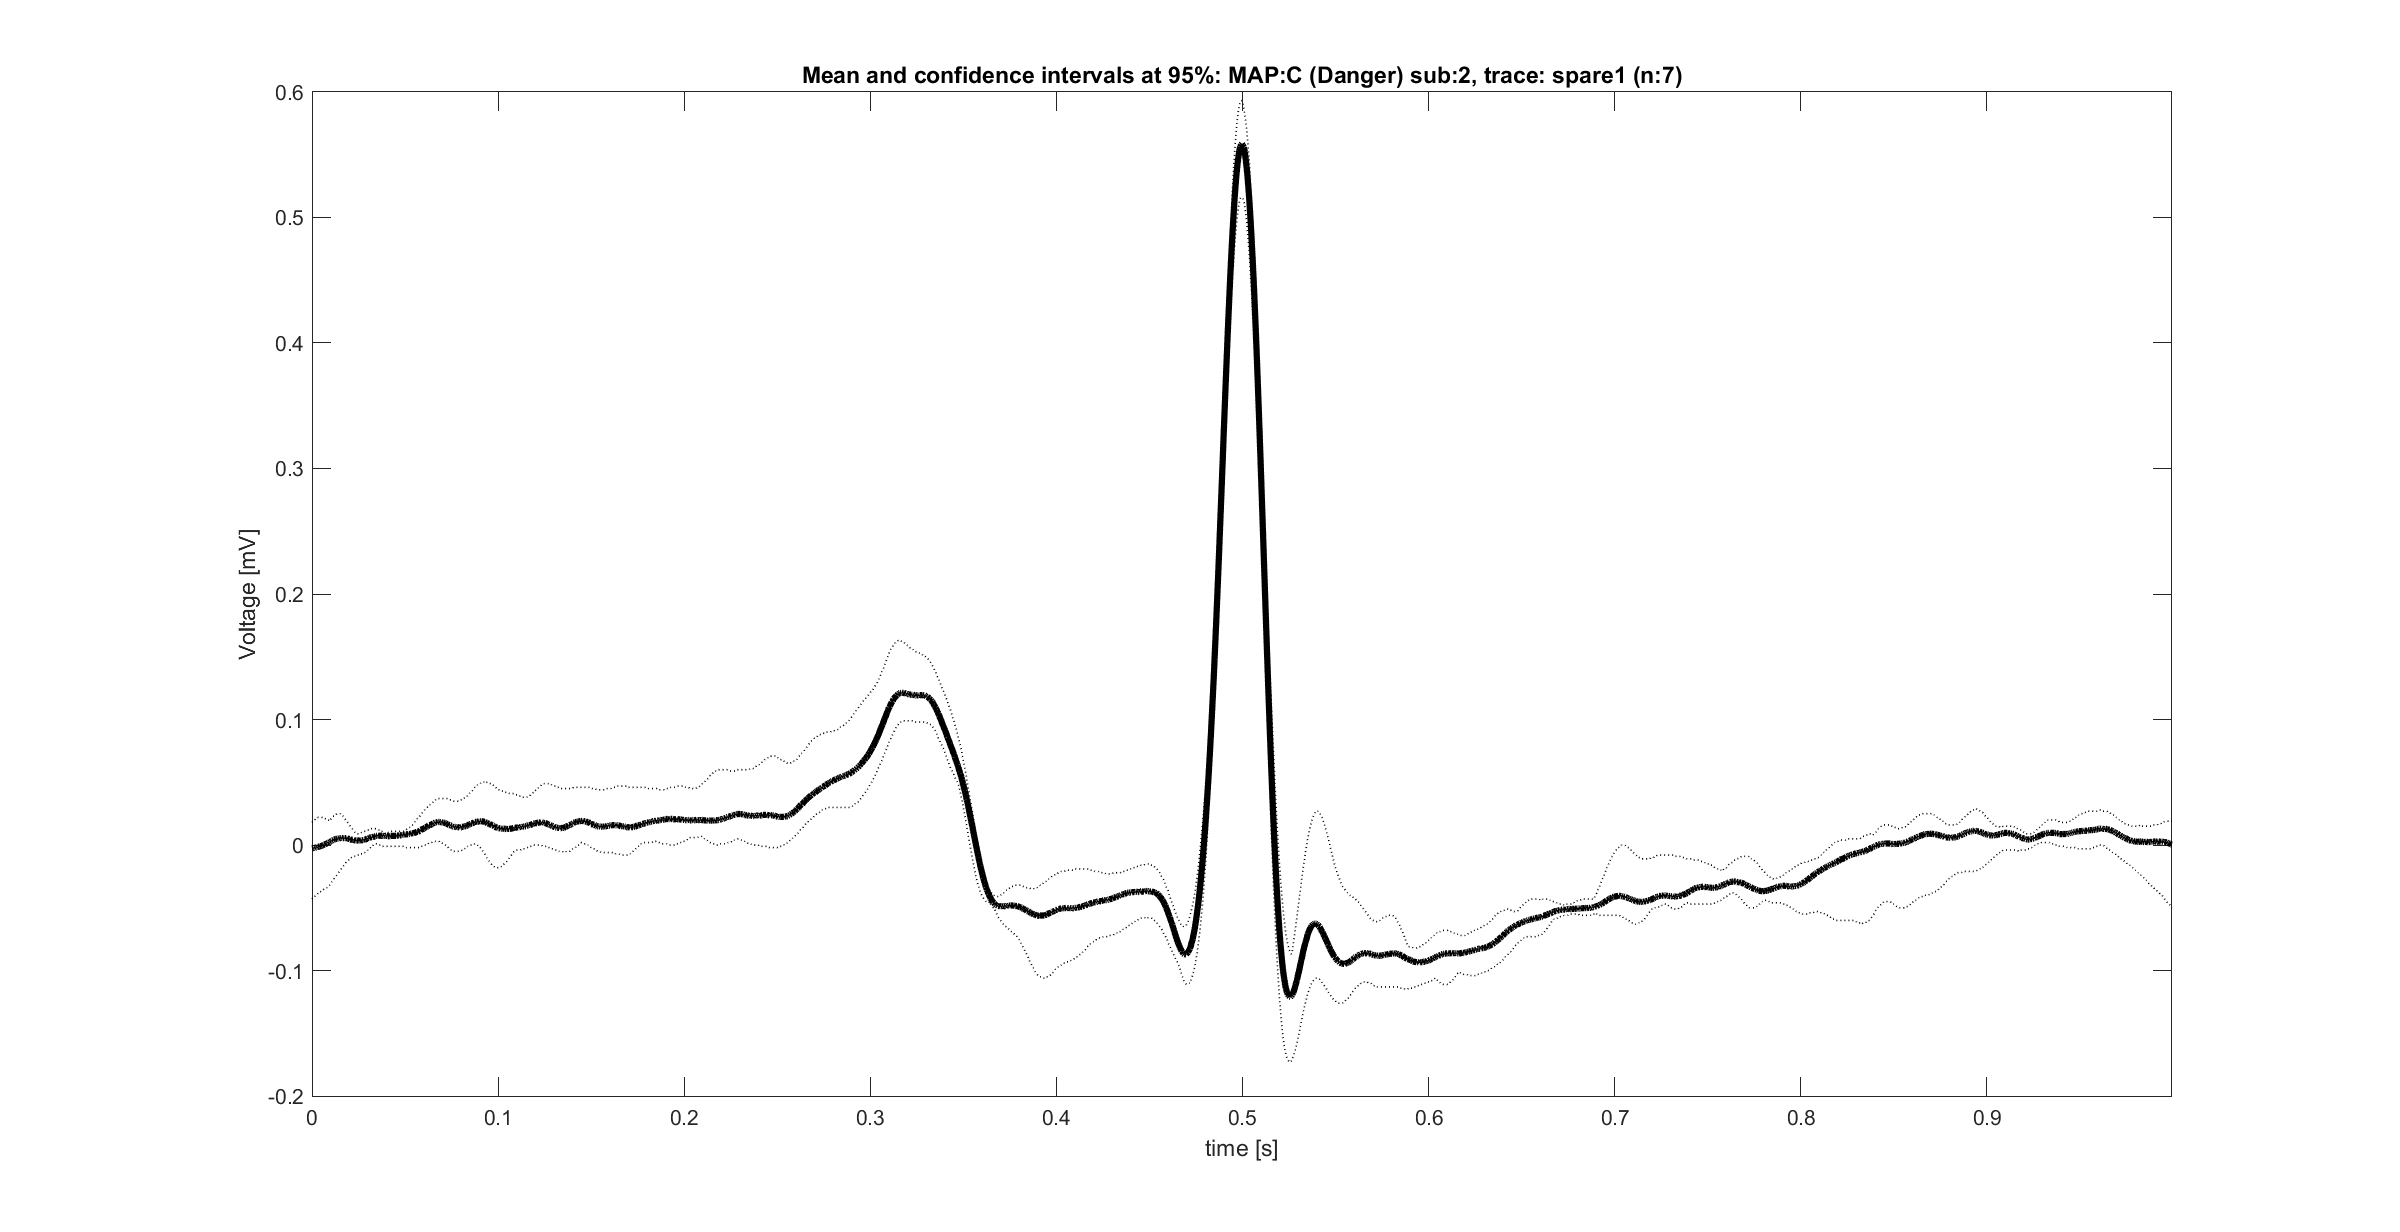 Mean and confidence intervals at 95%: MAP:C (Danger) sub:2, trace: spare1 (n:7)
0.6
0.5
0.4
0.3
0.2
0.1
0
-0.1
-0.2
Voltage [mV]
0 0.1 0.2 0.3 0.4 0.5 0.6 0.7 0.8 0.9
time [s]